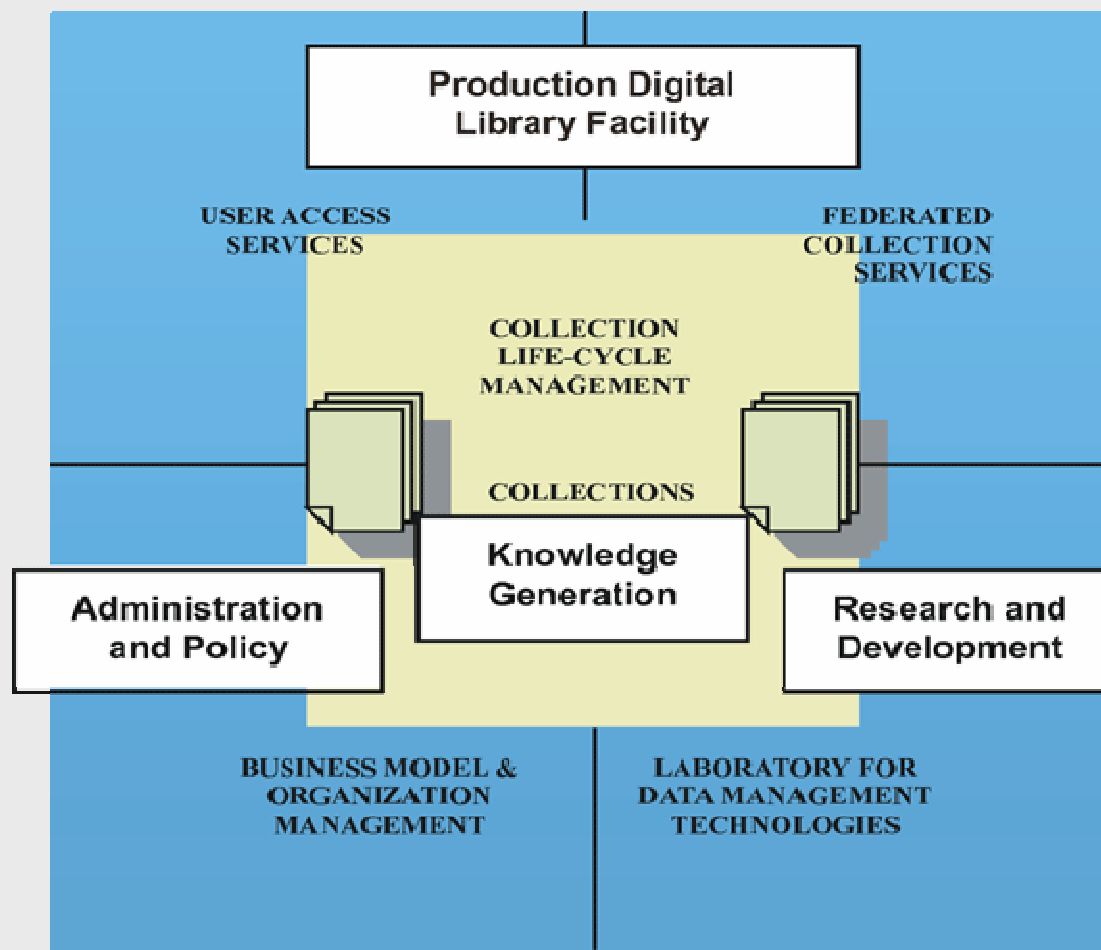 Production Digital
Library Facility
USER ACCESS
SERVICES
FEDERATED
COLLECTION
SERVICES
COLLECTION
LIFE-CYCLE
MANAGEMENT
COLLECTIONS
Knowledge
Generation
Administration
and Policy
Research and
Development
BUSINESS MODEL &
ORGANIZATION
MANAGEMENT
LABORATORY FOR
DATA MANAGEMENT
TECHNOLOGIES